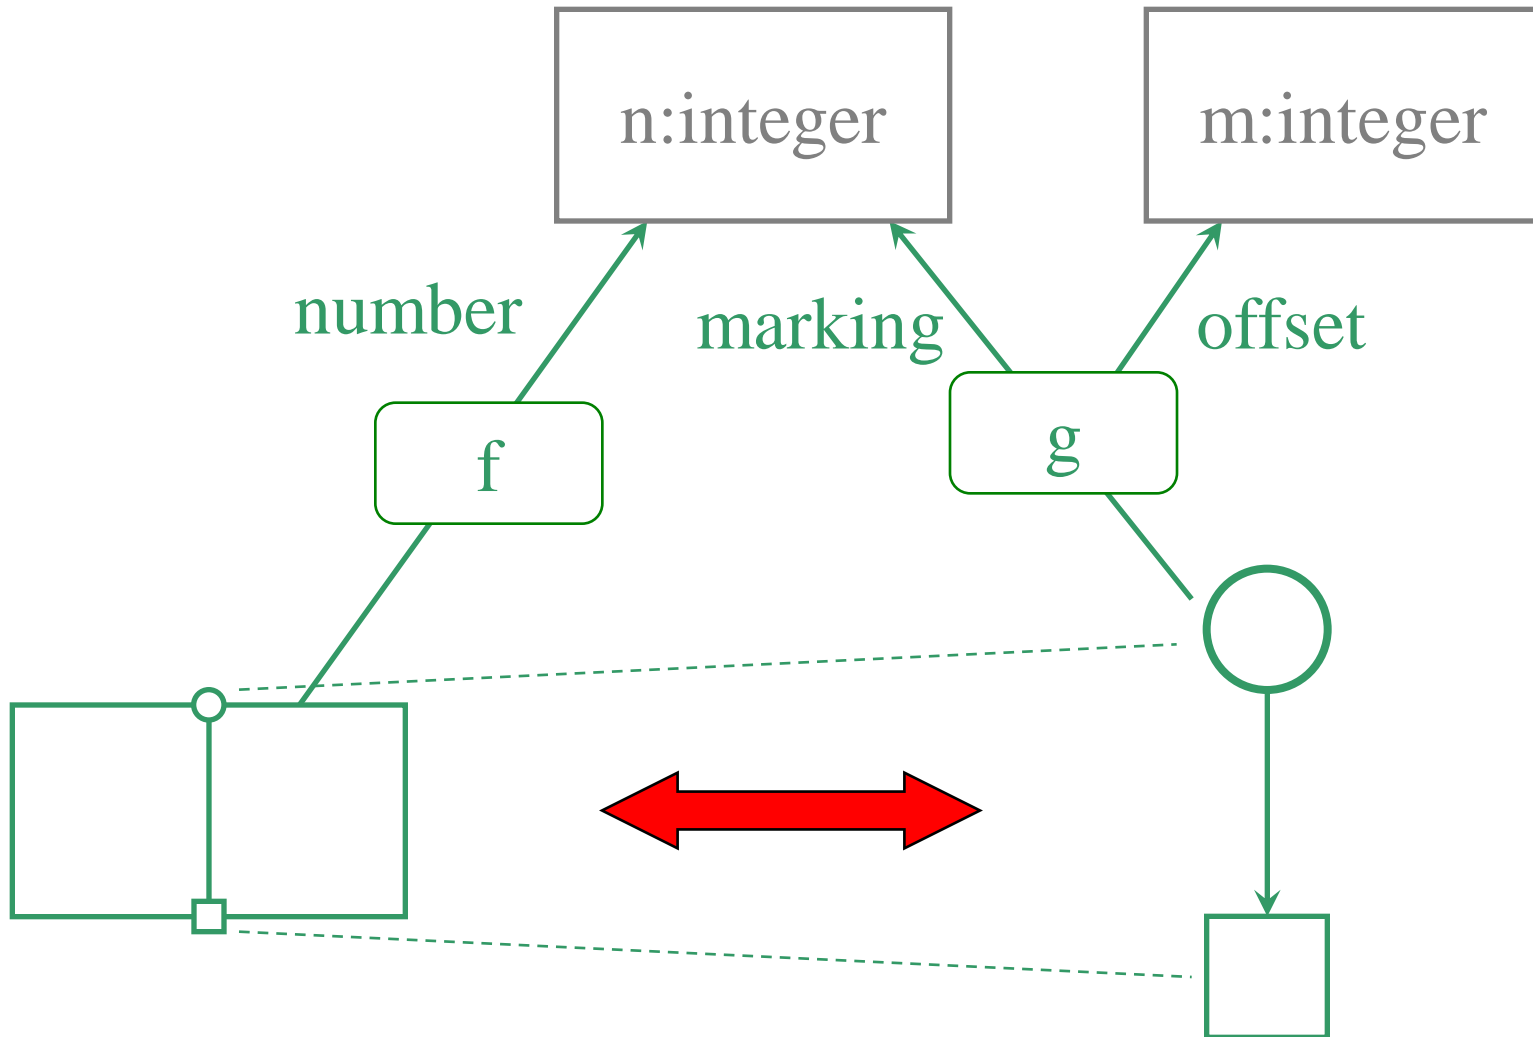 n:integer
m:integer
number
marking
offset
f
g